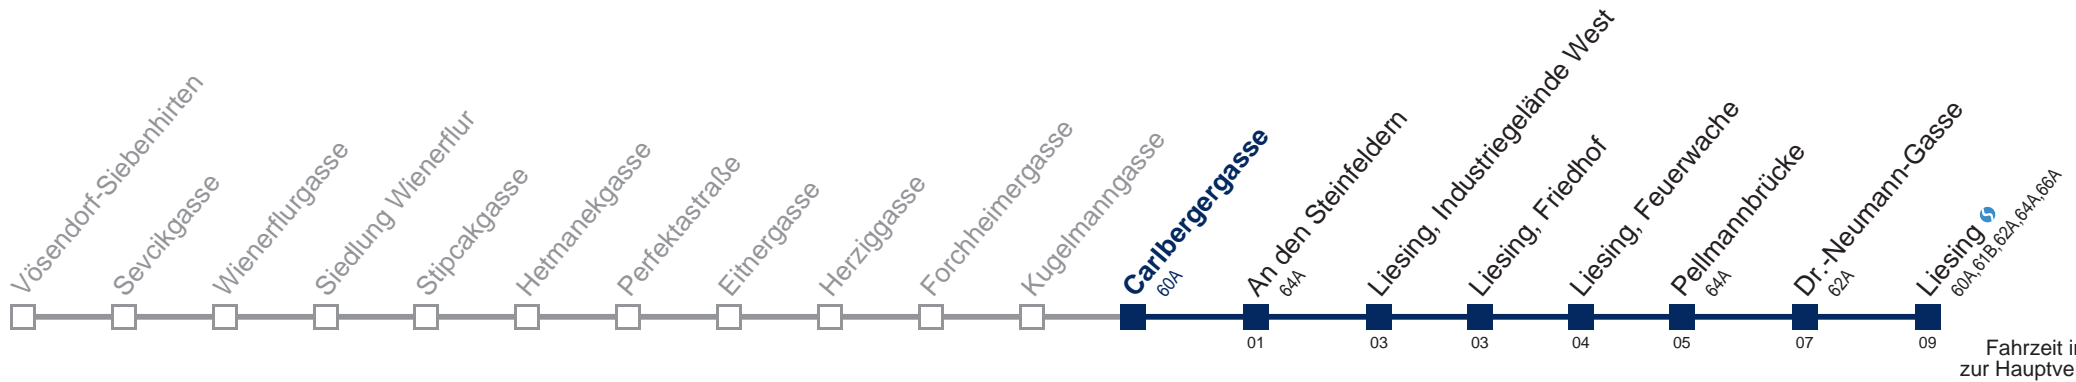 Vösendorf-Siebenhirten
Sevcikgasse
Wienerflurgasse
Siedlung Wienerflur
Stipcakgasse
Hetmanekgasse
Perfektastraße
Eitnergasse
Herziggasse
Forchheimergasse
Kugelmanngasse
Carlbergergasse
60A
An den Steinfeldern
64A
Liesing, Industriegelände West
Liesing, Friedhof
Liesing, Feuerwache
Pellmannbrücke
64A
Dr.-Neumann-Gasse
62A
Liesing
60A,61B,62A,64A,66A
01
03
03
04
05
07
09
Fahrzeit
zur